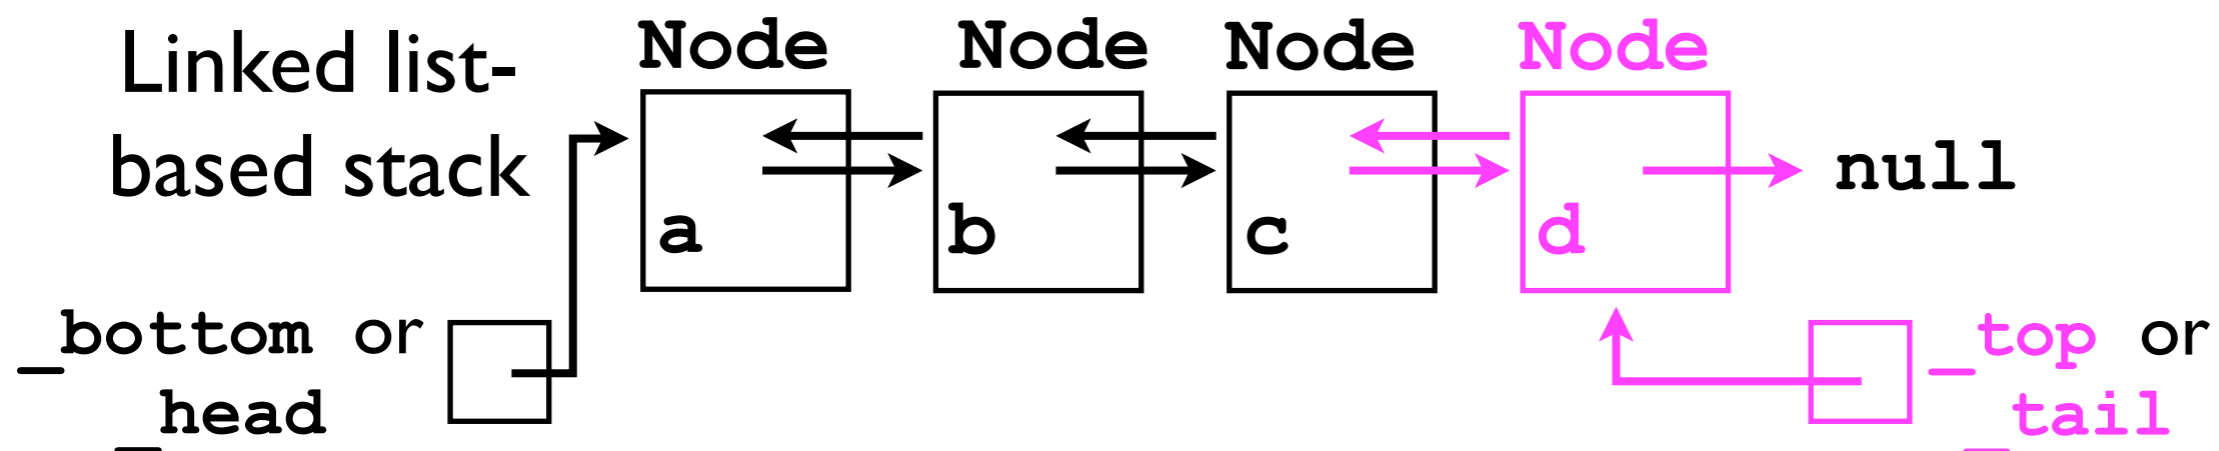 Linked list-
based stack
Node Node Node Node
a b c d null
_bottom or
_head
_top or
_tail